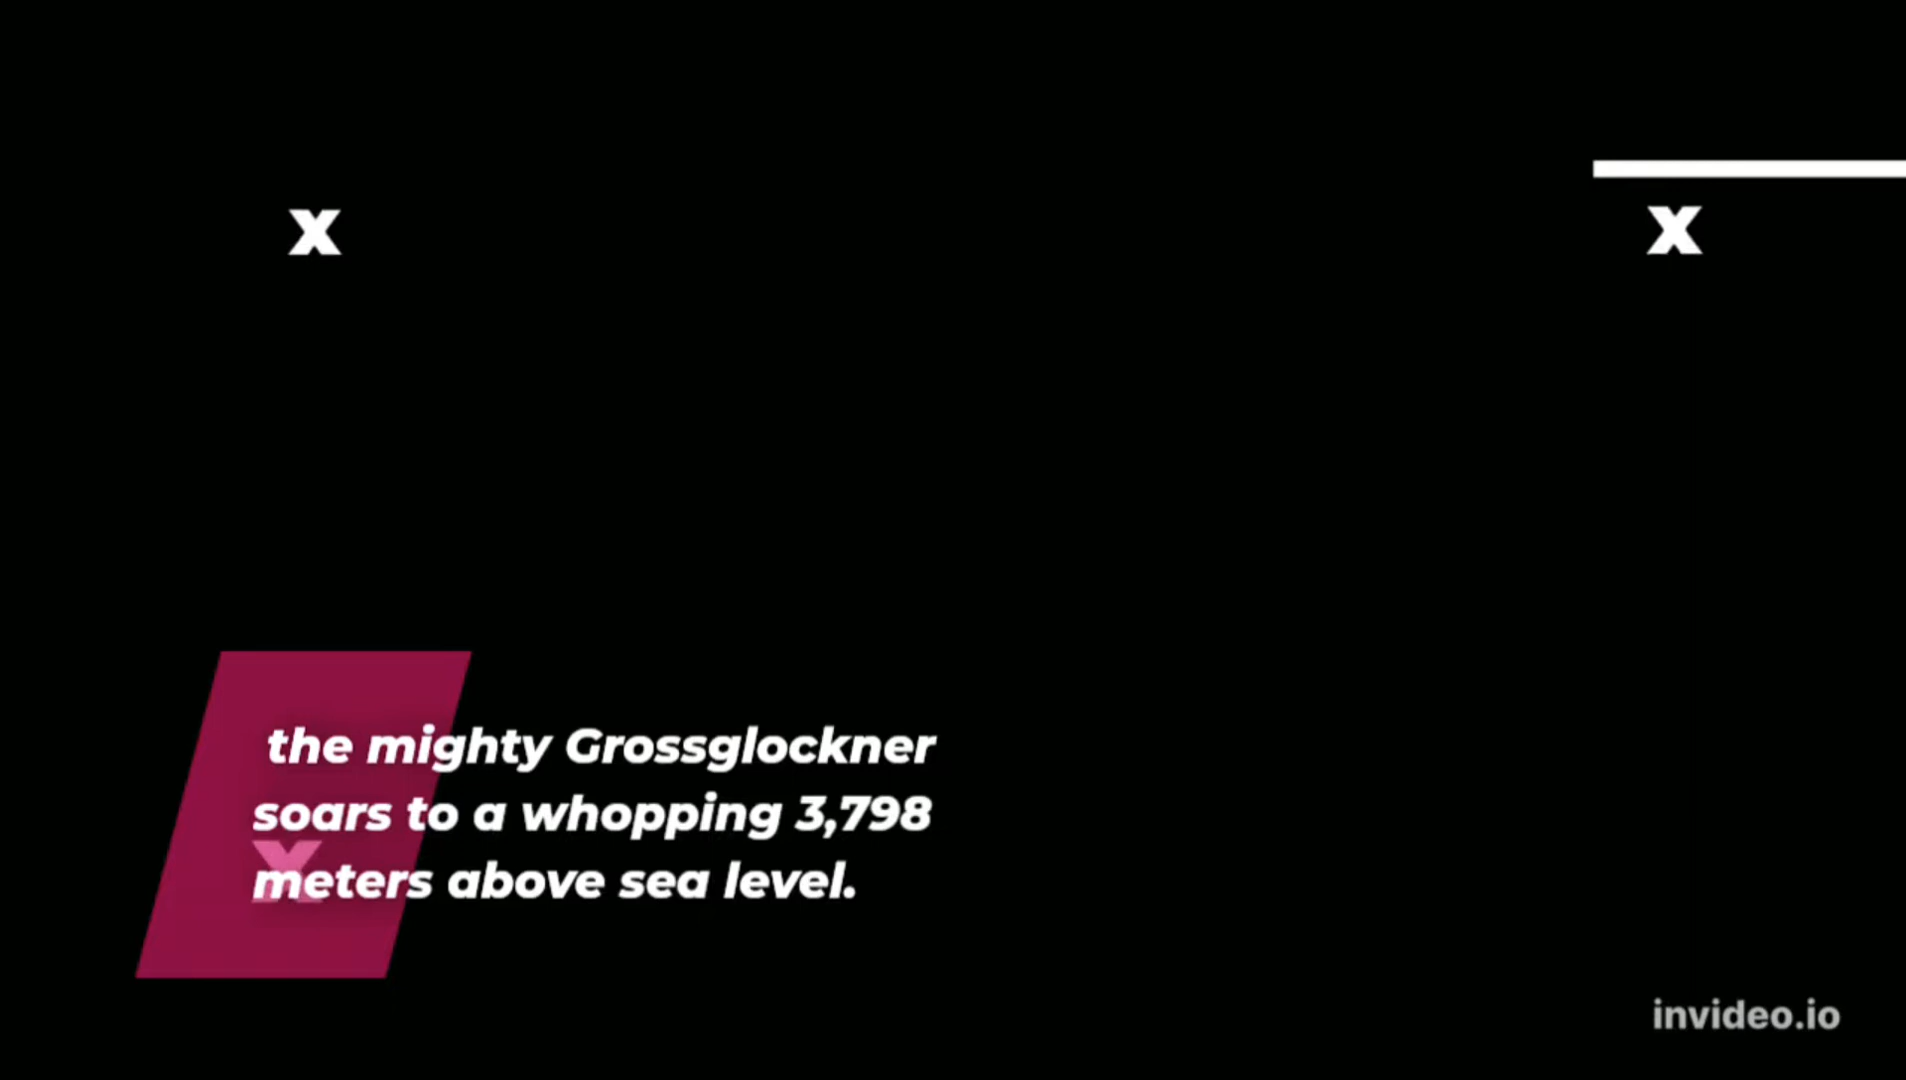 x
x
the mighty Grossglockner
soars to a whopping 3,798
x
meters above sea level.
invideo.io